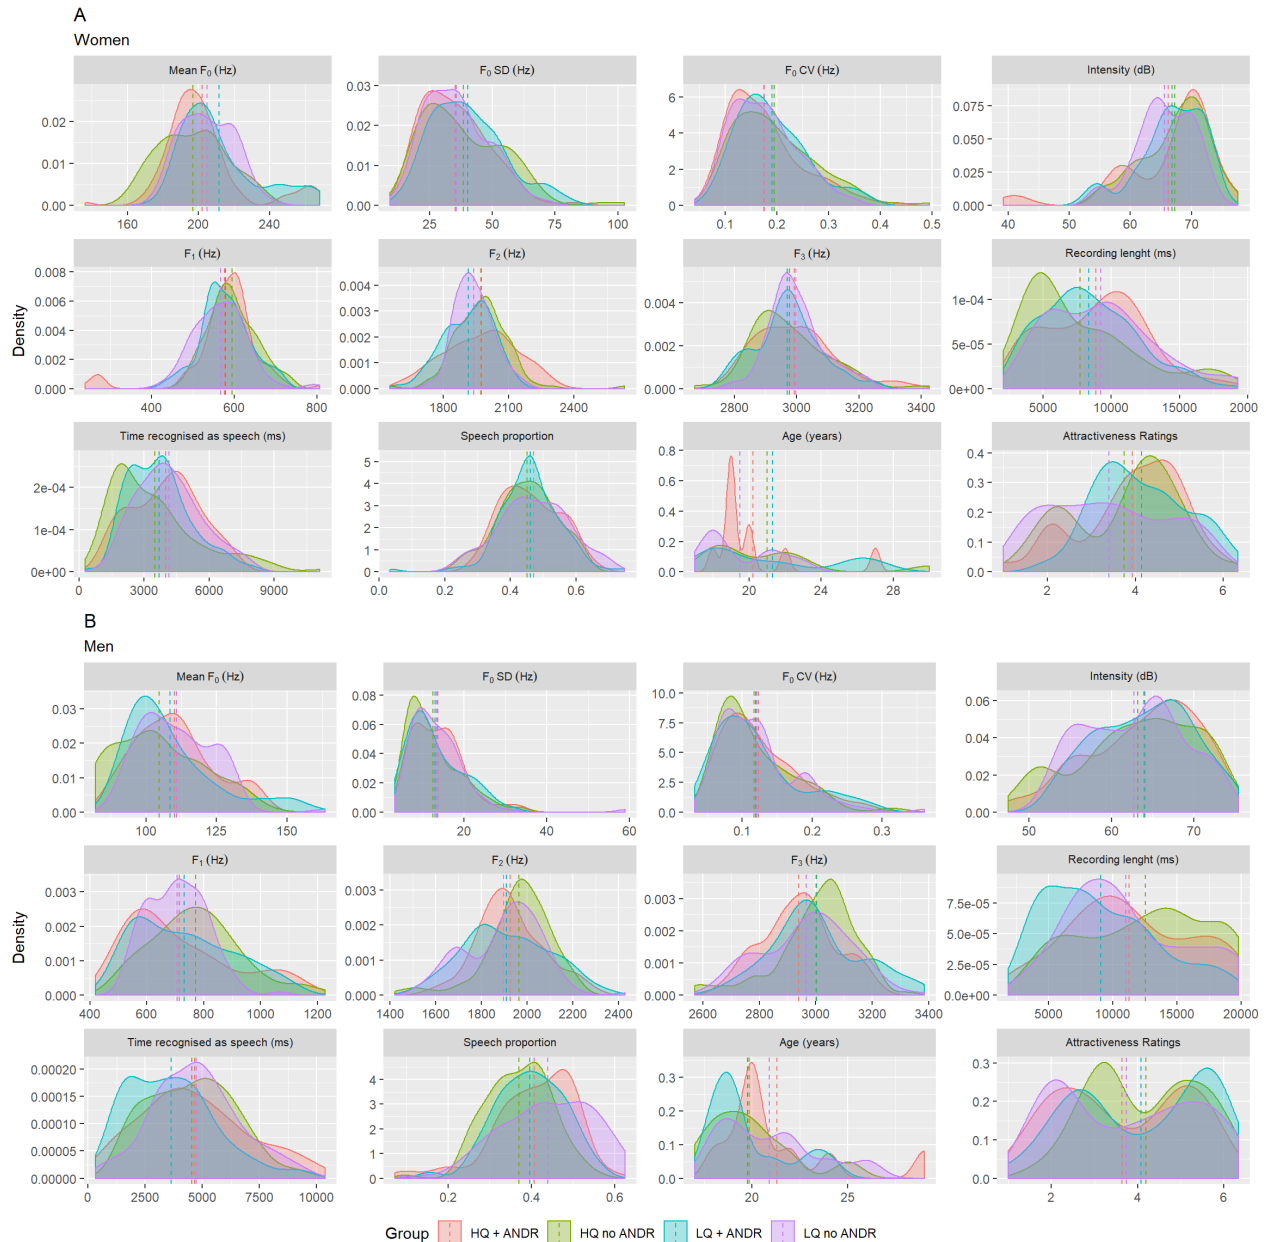 A
Women
Mean F0 (Hz)
F0 SD (Hz)
F0 CV (Hz)
Intensity (dB)
0.02
0.01
0.00
160 200 240
0.03
0.02
0.01
0.00
25 50 75 100
6
4
2
0
0.1 0.2 0.3 0.4 0.5
0.075
0.050
0.025
0.000
40 50 60 70
F1 (Hz)
F2 (Hz)
F3 (Hz)
Recording lenght (ms)
0.008
0.006
0.004
0.002
0.000
400 600 800
0.004
0.003
0.002
0.001
0.000
1800 2100 2400
0.004
0.002
0.000
2800 3000 3200 3400
1e-04
5e-05
0e+00
5000 10000 15000 2000
Density
Time recognised as speech (ms)
Speech proportion
Age (years)
Attractiveness Ratings
2e-04
1e-04
0e+00
0 3000 6000 9000
5
4
3
2
1
0
0.0 0.2 0.4 0.6
0.8
0.6
0.4
0.2
0.0
20 24 28
0.4
0.3
0.2
0.1
0.0
2 4 6
B
Men
Mean F0 (Hz)
F0 SD (Hz)
F0 CV (Hz)
Intensity (dB)
0.03
0.02
0.01
0.00
100 125 150
0.08
0.06
0.04
0.02
0.00
20 40 60
10.0
7.5
5.0
2.5
0.0
0.1 0.2 0.3
0.06
0.04
0.02
0.00
50 60 70
F1 (Hz)
F2 (Hz)
F3 (Hz)
Recording lenght (ms)
0.003
0.002
0.001
0.000
400 600 800 1000 1200
0.003
0.002
0.001
0.000
1400 1600 1800 2000 2200 2400
0.003
0.002
0.001
0.000
2600 2800 3000 3200 3400
7.5e-05
5.0e-05
2.5e-05
0.0e+00
5000 10000 15000 20000
Density
Time recognised as speech (ms)
Speech proportion
Age (years)
Attractiveness Ratings
0.00020
0.00015
0.00010
0.00005
0.00000
0 2500 5000 7500 10000
4
3
2
1
0
0.2 0.4 0.6
0.3
0.2
0.1
0.0
20 25
0.3
0.2
0.1
0.0
2 4 6
Group HQ + ANDR HQ no ANDR LQ + ANDR LQ no ANDR